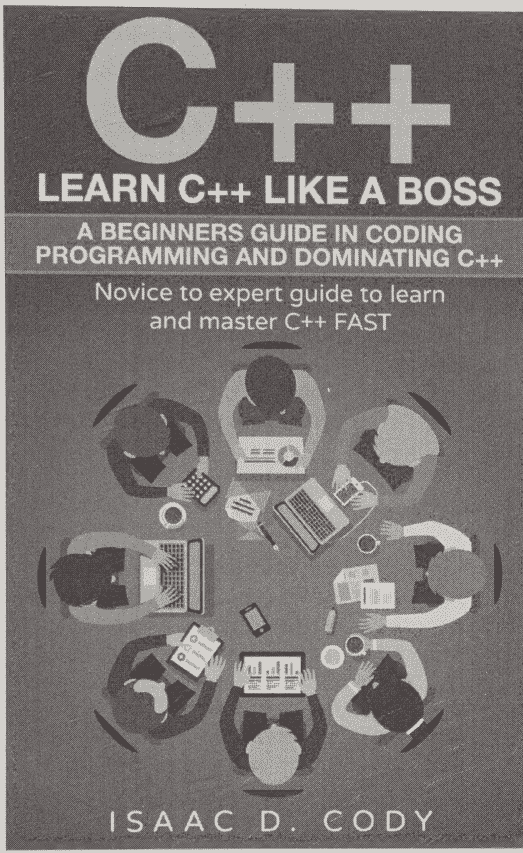 C++
LEARN C++ LIKE A BOSS
A BEGINNERS GUIDE IN CODING
PROGRAMMING AND DOMINATING C++
Novice to expert guide to learn
and master C++ FAST
ISAAC D. CODY